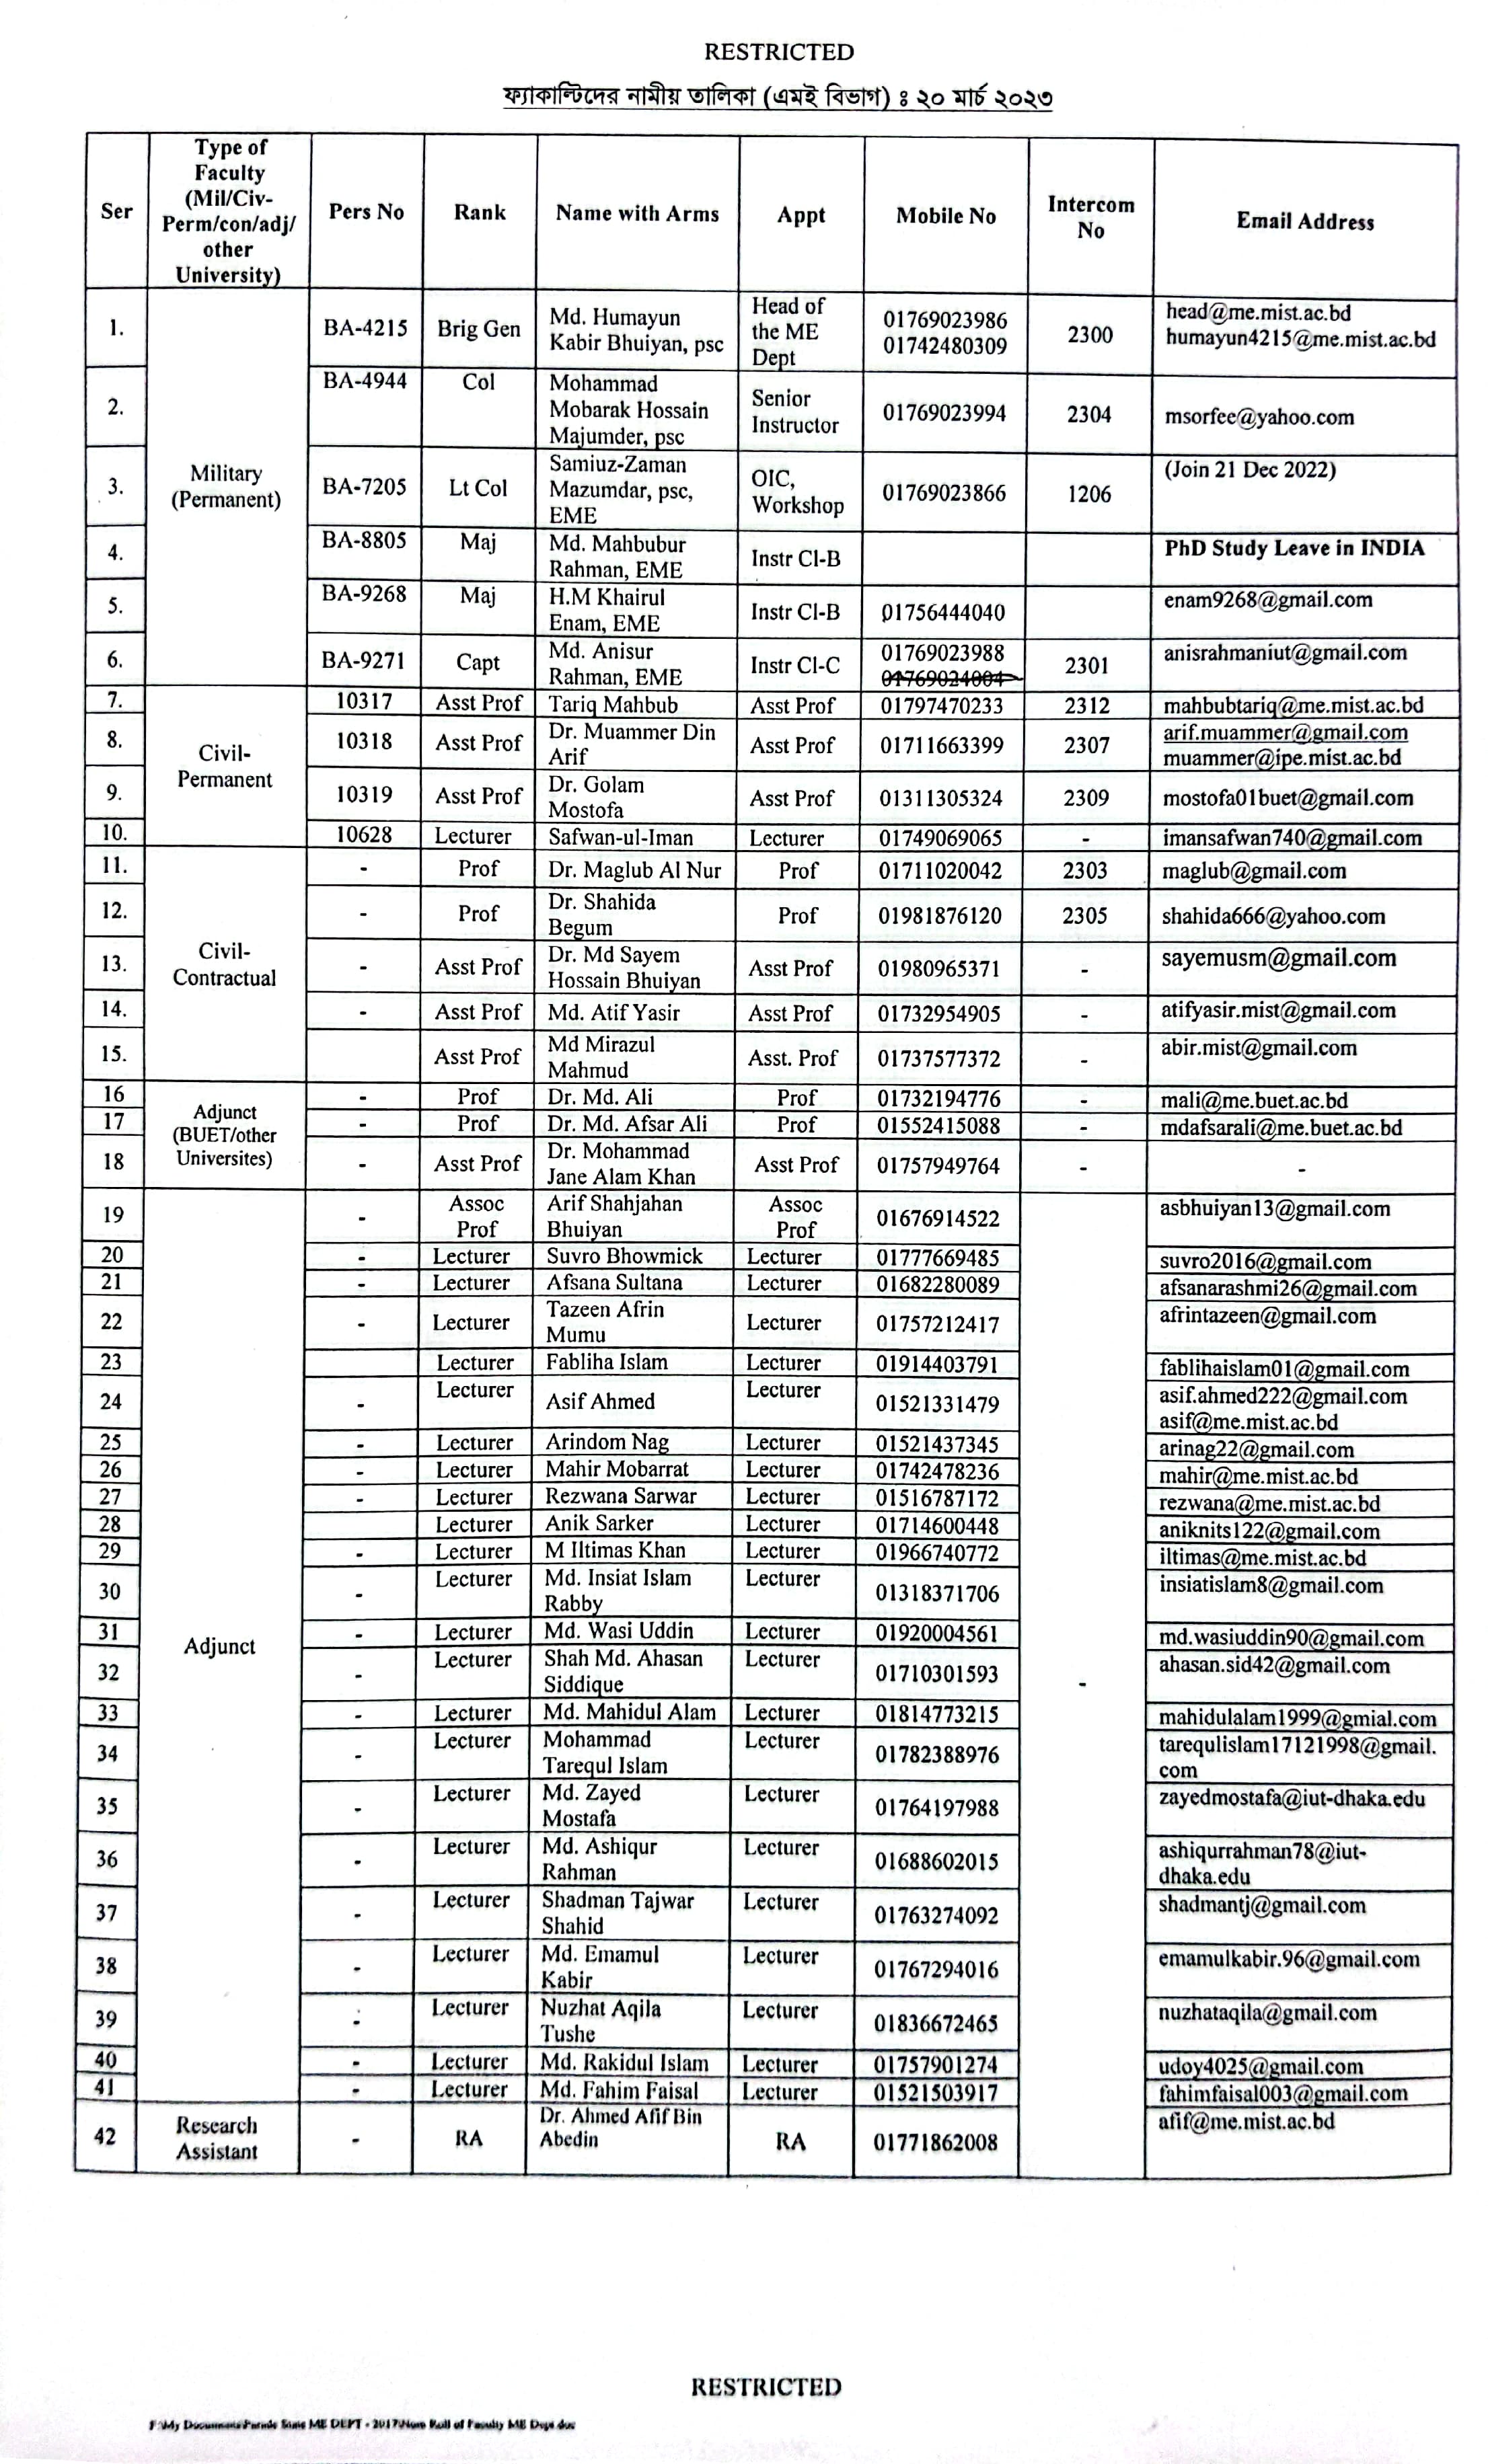 RESTRICTED
ফ্যাকাল্টিদের নামীয় তালিকা (এমই বিভাগ) ঃ ২০ মার্চ ২০২৩
Ser Type of Faculty (Mil/Civ-Perm/con/adj/ other University) Pers No Rank Name with Arms Appt Mobile No Intercom No Email Address
Military (Permanent)
1. BA-4215 Brig Gen Md. Humayun Kabir Bhuiyan, psc Head of the ME Dept 01769023986 01742480309 2300 head@me.mist.ac.bd humayun4215@me.mist.ac.bd
2. BA-4944 Col Mohammad Mobarak Hossain Majumder, psc Senior Instructor 01769023994 2304 msorfee@yahoo.com
3. BA-7205 Lt Col Samiuz-Zaman Mazumdar, psc, EME OIC, Workshop 01769023866 1206 (Join 21 Dec 2022)
4. BA-8805 Maj Md. Mahbubur Rahman, EME Instr Cl-B PhD Study Leave in INDIA
5. BA-9268 Maj H.M Khairul Enam, EME Instr Cl-B 01756444040 enam9268@gmail.com
6. BA-9271 Capt Md. Anisur Rahman, EME Instr Cl-C 01769023988 01769024004 2301 anisrahmaniut@gmail.com
Civil-Permanent
7. 10317 Asst Prof Tariq Mahbub Asst Prof 01797470233 2312 mahbubtariq@me.mist.ac.bd
8. 10318 Asst Prof Dr. Muammer Din Arif Asst Prof 01711663399 2307 arif.muammer@gmail.com muammer@ipe.mist.ac.bd
9. 10319 Asst Prof Dr. Golam Mostofa Asst Prof 01311305324 2309 mostofa01buet@gmail.com
10. 10628 Lecturer Safwan-ul-Iman Lecturer 01749069065 - imansafwan740@gmail.com
Civil-Contractual
11. - Prof Dr. Maglub Al Nur Prof 01711020042 2303 maglub@gmail.com
12. - Prof Dr. Shahida Begum Prof 01981876120 2305 shahida666@yahoo.com
13. - Asst Prof Dr. Md Sayem Hossain Bhuiyan Asst Prof 01980965371 - sayemusm@gmail.com
14. - Asst Prof Md. Atif Yasir Asst Prof 01732954905 - atifyasir.mist@gmail.com
15. Asst Prof Md Mirazul Mahmud Asst. Prof 01737577372 - abir.mist@gmail.com
Adjunct (BUET/other Universites)
16 - Prof Dr. Md. Ali Prof 01732194776 - mali@me.buet.ac.bd
17 - Prof Dr. Md. Afsar Ali Prof 01552415088 - mdafsarali@me.buet.ac.bd
18 - Asst Prof Dr. Mohammad Jane Alam Khan Asst Prof 01757949764 - -
Adjunct
19 - Assoc Prof Arif Shahjahan Bhuiyan Assoc Prof 01676914522 asbhuiyan13@gmail.com
20 - Lecturer Suvro Bhowmick Lecturer 01777669485 suvro2016@gmail.com
21 - Lecturer Afsana Sultana Lecturer 01682280089 afsanarashmi26@gmail.com
22 - Lecturer Tazeen Afrin Mumu Lecturer 01757212417 afrintazeen@gmail.com
23 Lecturer Fabliha Islam Lecturer 01914403791 fablihaislam01@gmail.com
24 - Lecturer Asif Ahmed Lecturer 01521331479 asif.ahmed222@gmail.com asif@me.mist.ac.bd
25 - Lecturer Arindom Nag Lecturer 01521437345 arinag22@gmail.com
26 - Lecturer Mahir Mobarrat Lecturer 01742478236 mahir@me.mist.ac.bd
27 - Lecturer Rezwana Sarwar Lecturer 01516787172 rezwana@me.mist.ac.bd
28 Lecturer Anik Sarker Lecturer 01714600448 aniknits122@gmail.com
29 - Lecturer M Iltimas Khan Lecturer 01966740772 iltimas@me.mist.ac.bd
30 - Lecturer Md. Insiat Islam Rabby Lecturer 01318371706 insiatislam8@gmail.com
31 - Lecturer Md. Wasi Uddin Lecturer 01920004561 md.wasiuddin90@gmail.com
32 - Lecturer Shah Md. Ahasan Siddique Lecturer 01710301593 - ahasan.sid42@gmail.com
33 - Lecturer Md. Mahidul Alam Lecturer 01814773215 mahidulalam1999@gmial.com
34 - Lecturer Mohammad Tarequl Islam Lecturer 01782388976 tarequlislam17121998@gmail.com
35 - Lecturer Md. Zayed Mostafa Lecturer 01764197988 zayedmostafa@iut-dhaka.edu
36 - Lecturer Md. Ashiqur Rahman Lecturer 01688602015 ashiqurrahman78@iut-dhaka.edu
37 - Lecturer Shadman Tajwar Shahid Lecturer 01763274092 shadmantj@gmail.com
38 - Lecturer Md. Emamul Kabir Lecturer 01767294016 emamulkabir.96@gmail.com
39 - Lecturer Nuzhat Aqila Tushe Lecturer 01836672465 nuzhataqila@gmail.com
40 - Lecturer Md. Rakidul Islam Lecturer 01757901274 udoy4025@gmail.com
41 - Lecturer Md. Fahim Faisal Lecturer 01521503917 fahimfaisal003@gmail.com
42 Research Assistant - RA Dr. Ahmed Afif Bin Abedin RA 01771862008 afif@me.mist.ac.bd
RESTRICTED
ME DEPT - 2017 Roll of Faculty ME Dept.doc